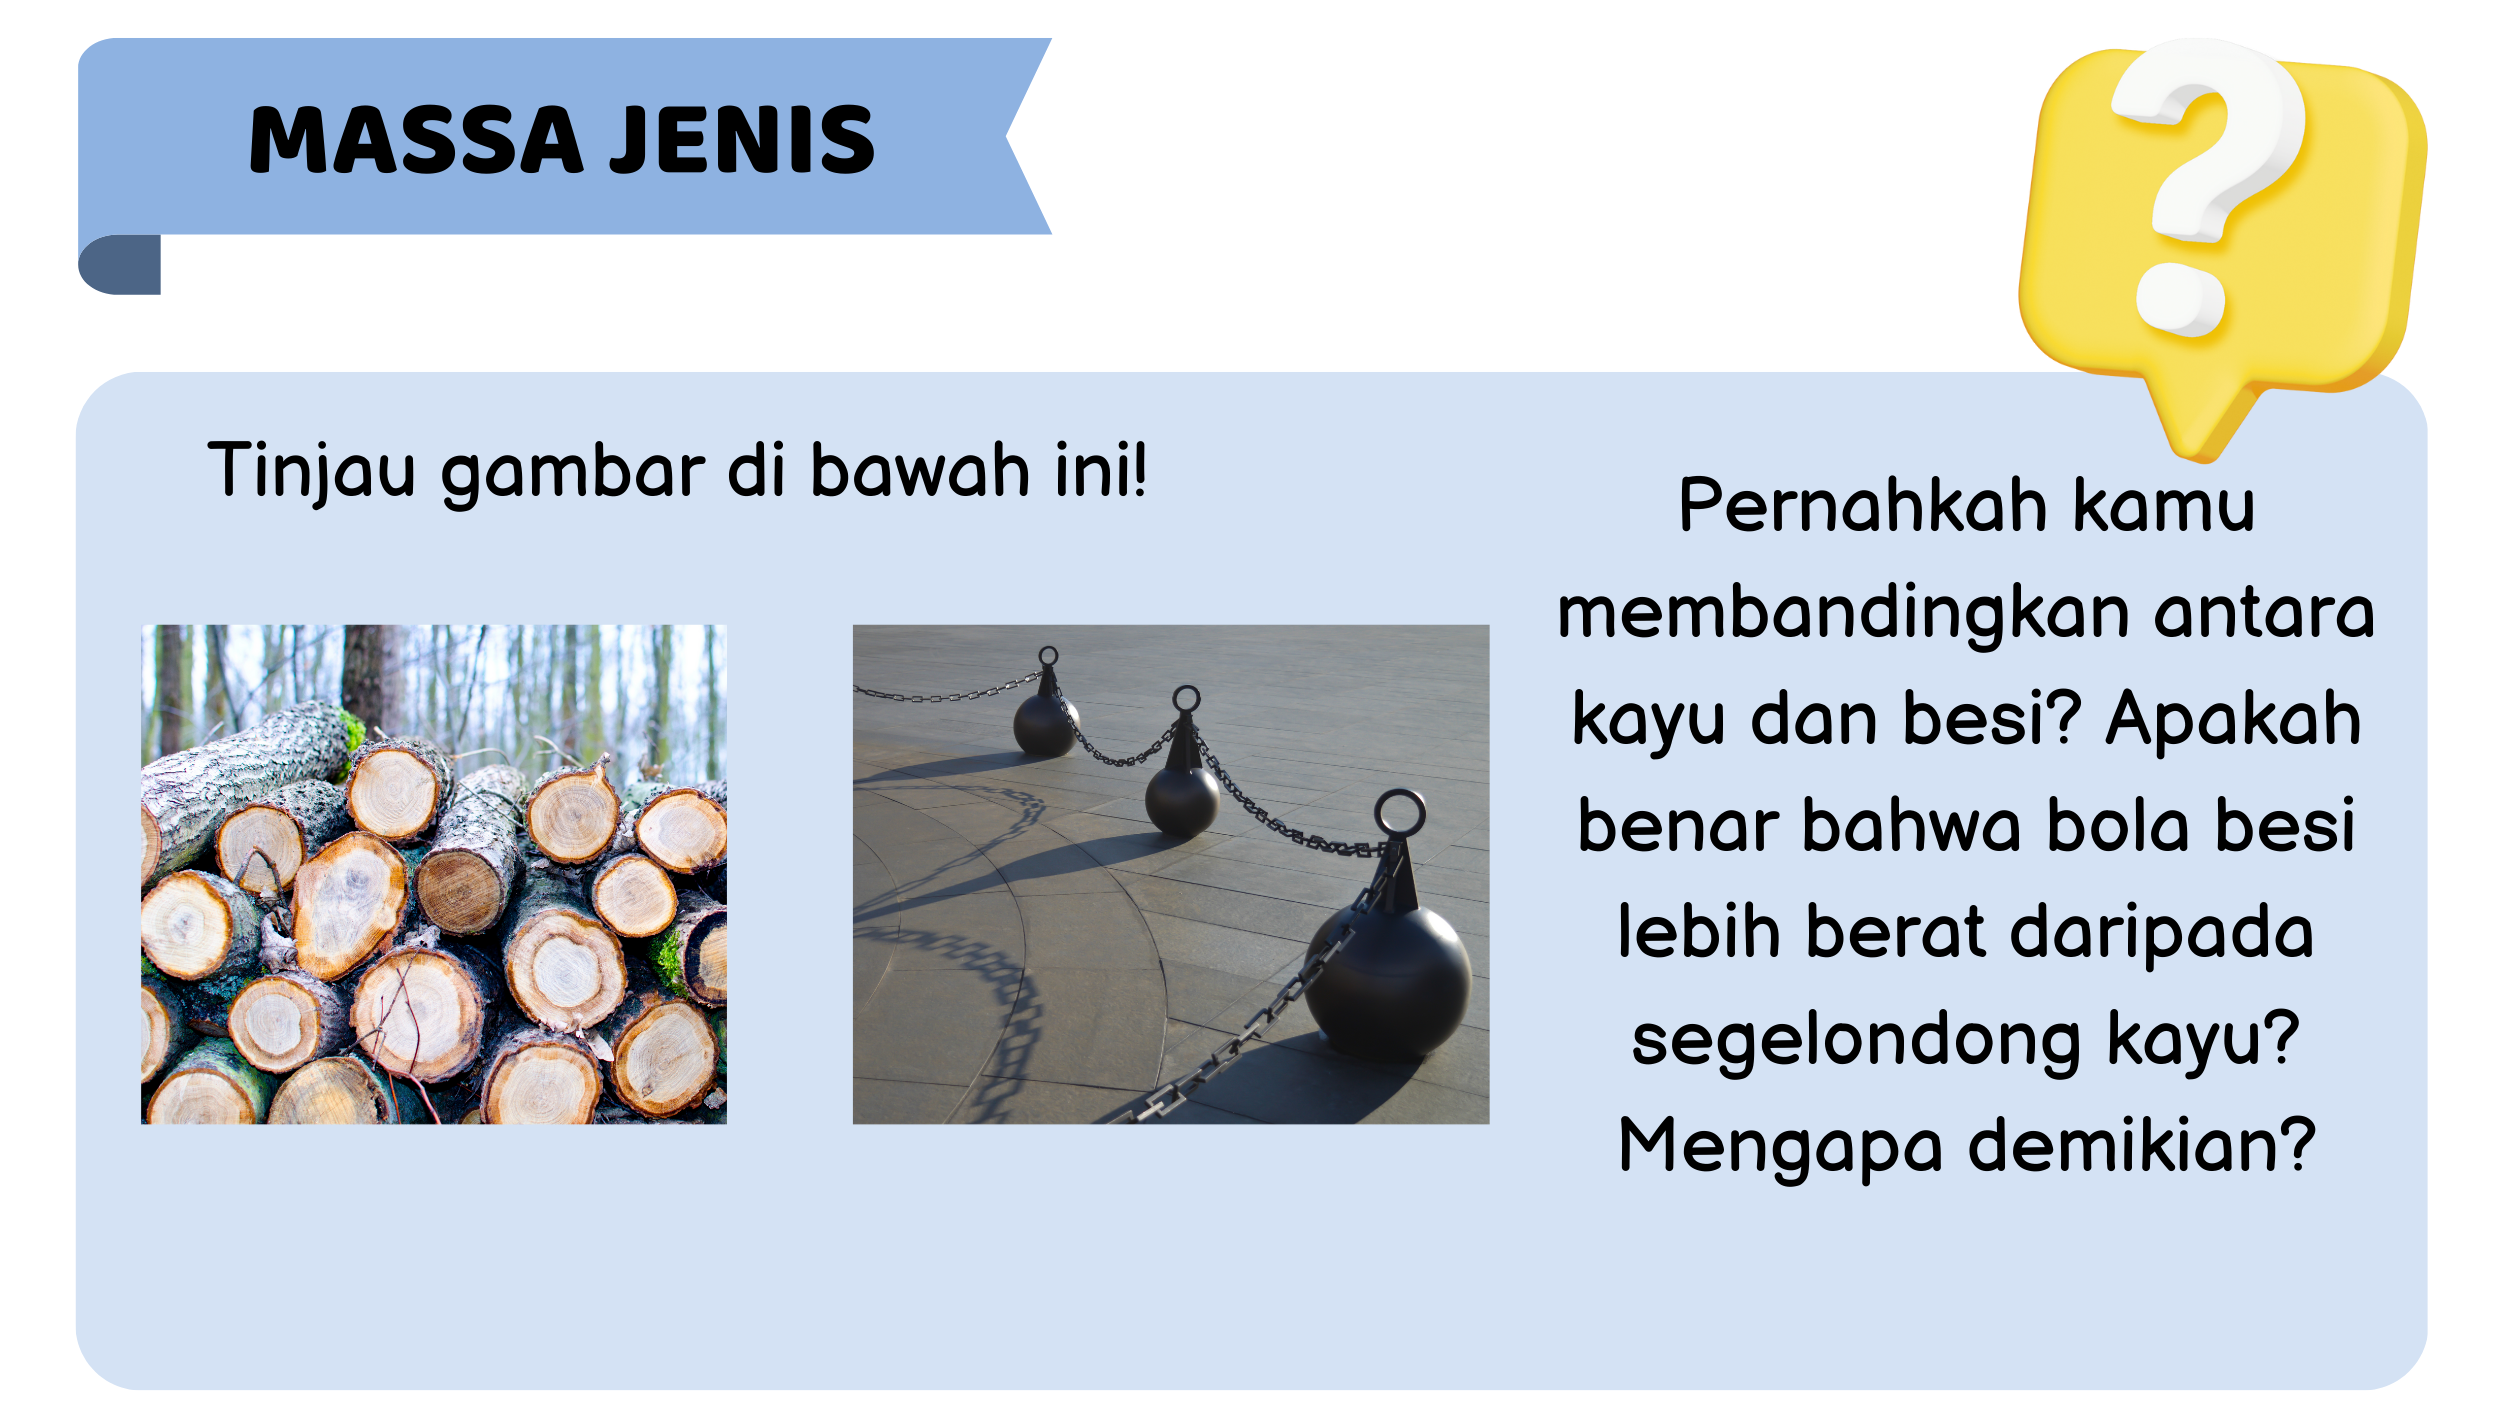 MASSA JENIS
Tinjau gambar di bawah ini!
Pernahkah kamu
membandingkan antara
kayu dan besi? Apakah
benar bahwa bola besi
lebih berat daripada
segelondong kayu?
Mengapa demikian?